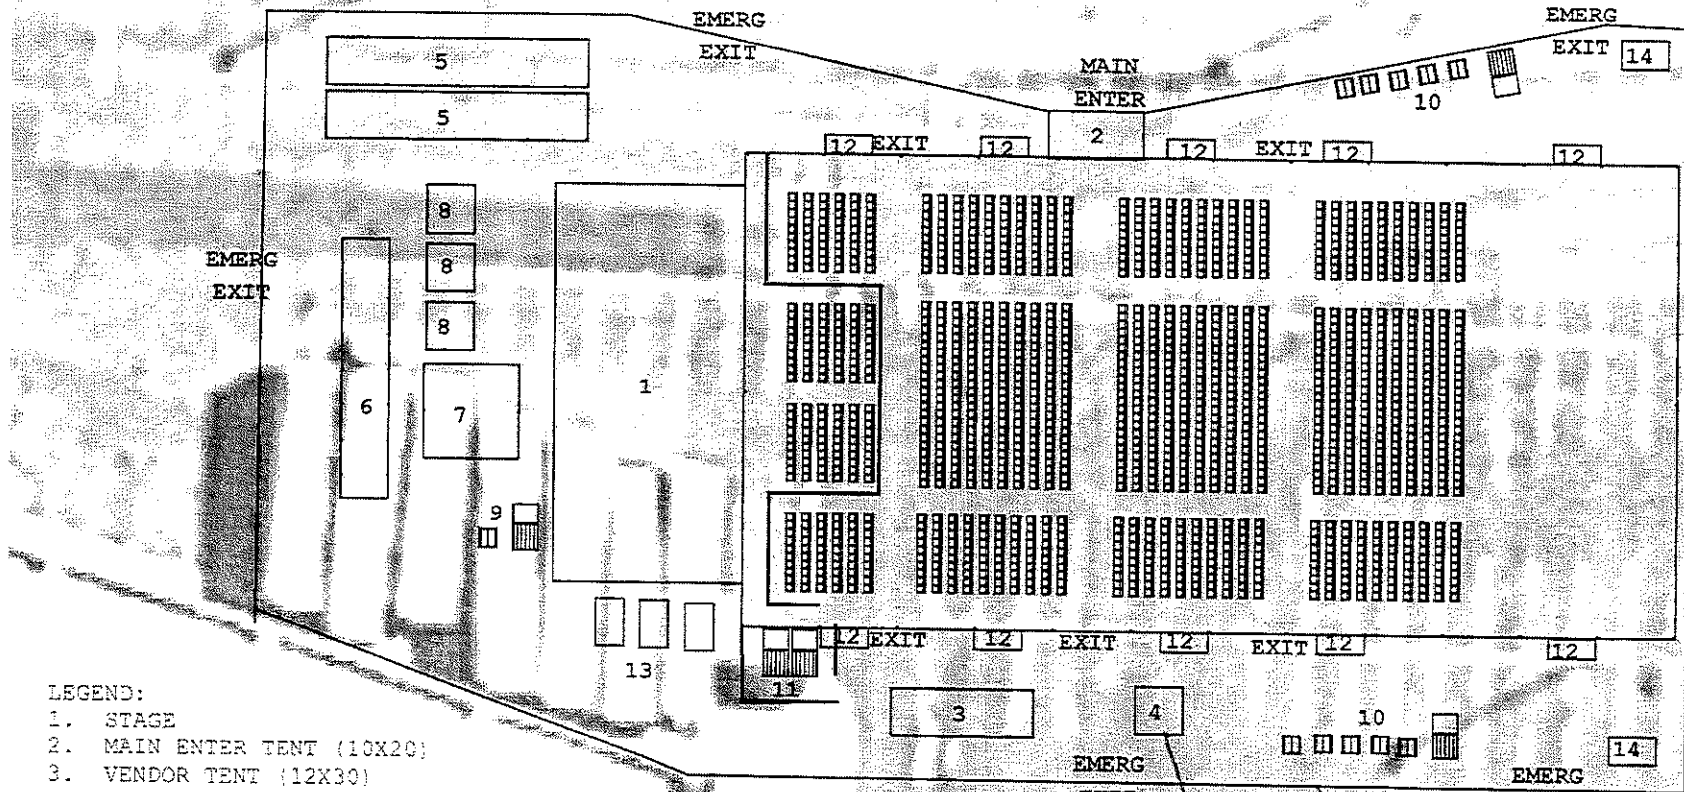 EMERG
EMERG
EXIT
EXIT
14
5
MAIN
ENTER
10
5
2
12 EXIT
12
12
EXIT 12
12
8
EMERG
8
EXIT
8
1
6
7
9
12 EXIT
12
EXIT
12
EXIT 12
12
13
11
LEGEND:
1. STAGE
3
4
10
14
2. MAIN ENTER TENT (10X20)
3. VENDOR TENT (12X30)
EMERG
EMERG